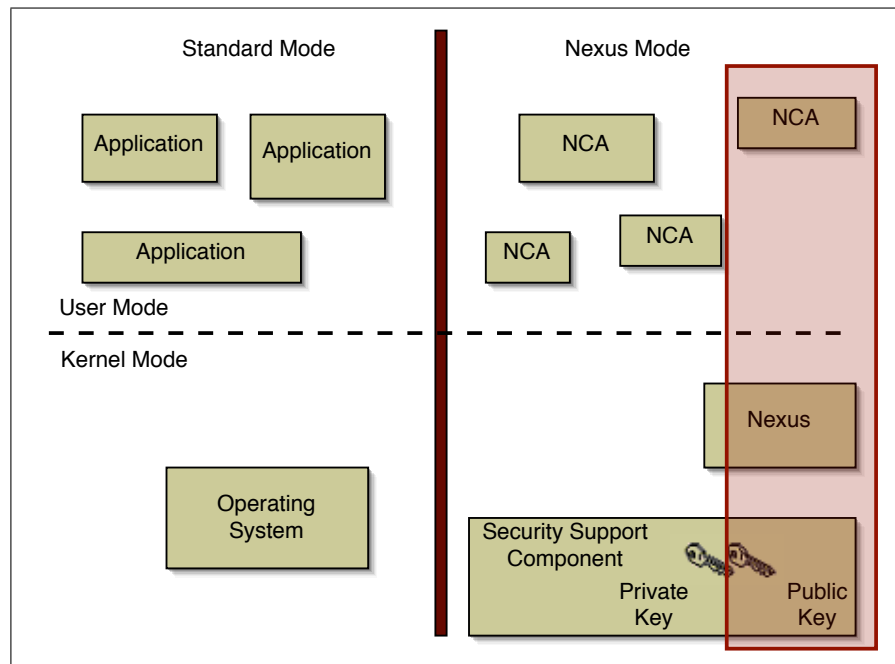 Standard Mode
Nexus Mode
Application
Application
Application
NCA
NCA
NCA
NCA
User Mode
Kernel Mode
Operating
System
Nexus
Security Support
Component
Private
Key
Public
Key